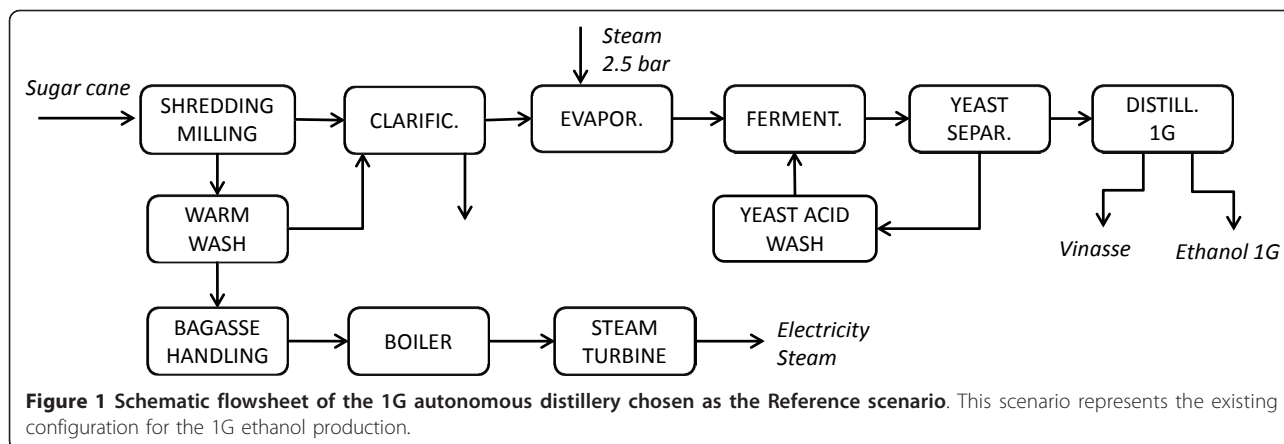 Steam
2.5 bar
Sugar cane
SHREDDING
MILLING
CLARIFIC.
EVAPOR.
FERMENT.
YEAST
SEPAR.
DISTILL.
1G
WARM
WASH
YEAST ACID
WASH
Vinasse
Ethanol 1G
BAGASSE
HANDLING
BOILER
STEAM
TURBINE
Electricity
Steam
Figure 1 Schematic flowsheet of the 1G autonomous distillery chosen as the Reference scenario. This scenario represents the existing
configuration for the 1G ethanol production.